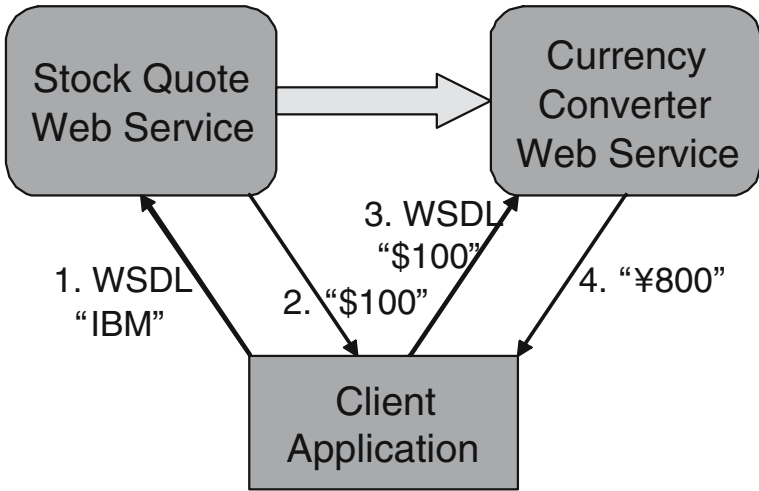 Stock Quote
Web Service
Currency
Converter
Web Service
1. WSDL
“IBM”
2. “$100”
3. WSDL
“$100”
4. “¥800”
Client
Application